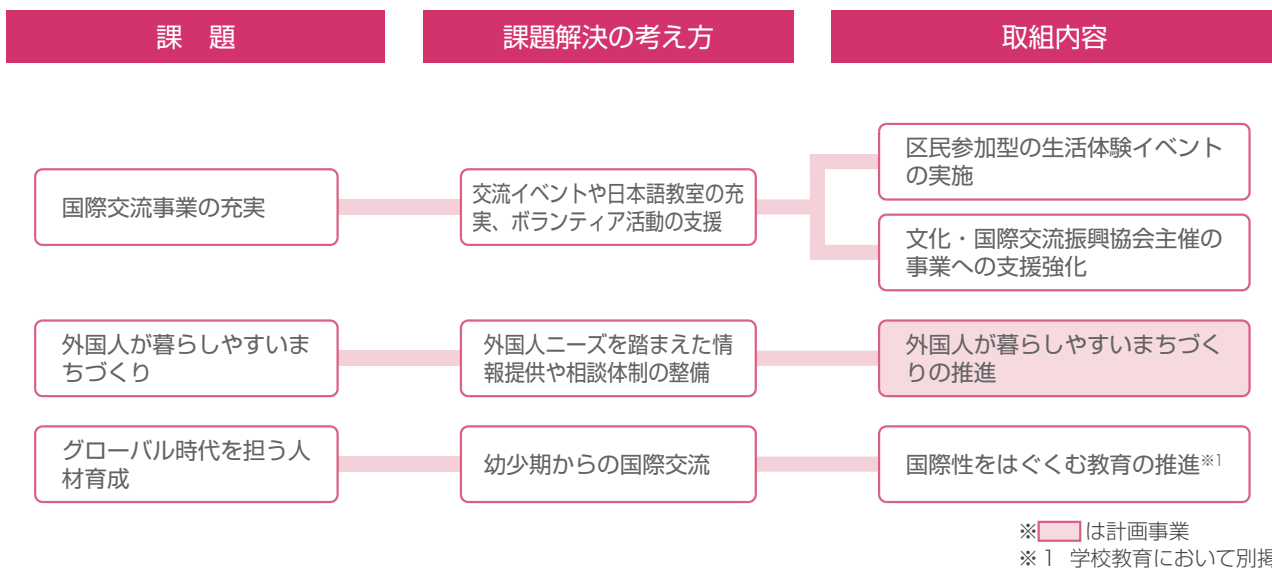 課　題
課題解決の考え方
取組内容
国際交流事業の充実
交流イベントや日本語教室の充
実、ボランティア活動の支援
区民参加型の生活体験イベント
の実施
文化・国際交流振興協会主催の
事業への支援強化
外国人が暮らしやすいま
ちづくり
外国人ニーズを踏まえた情
報提供や相談体制の整備
外国人が暮らしやすいまちづく
りの推進
グローバル時代を担う人
材育成
幼少期からの国際交流
国際性をはぐくむ教育の推進※1
※は計画事業
※１　学校教育において別掲